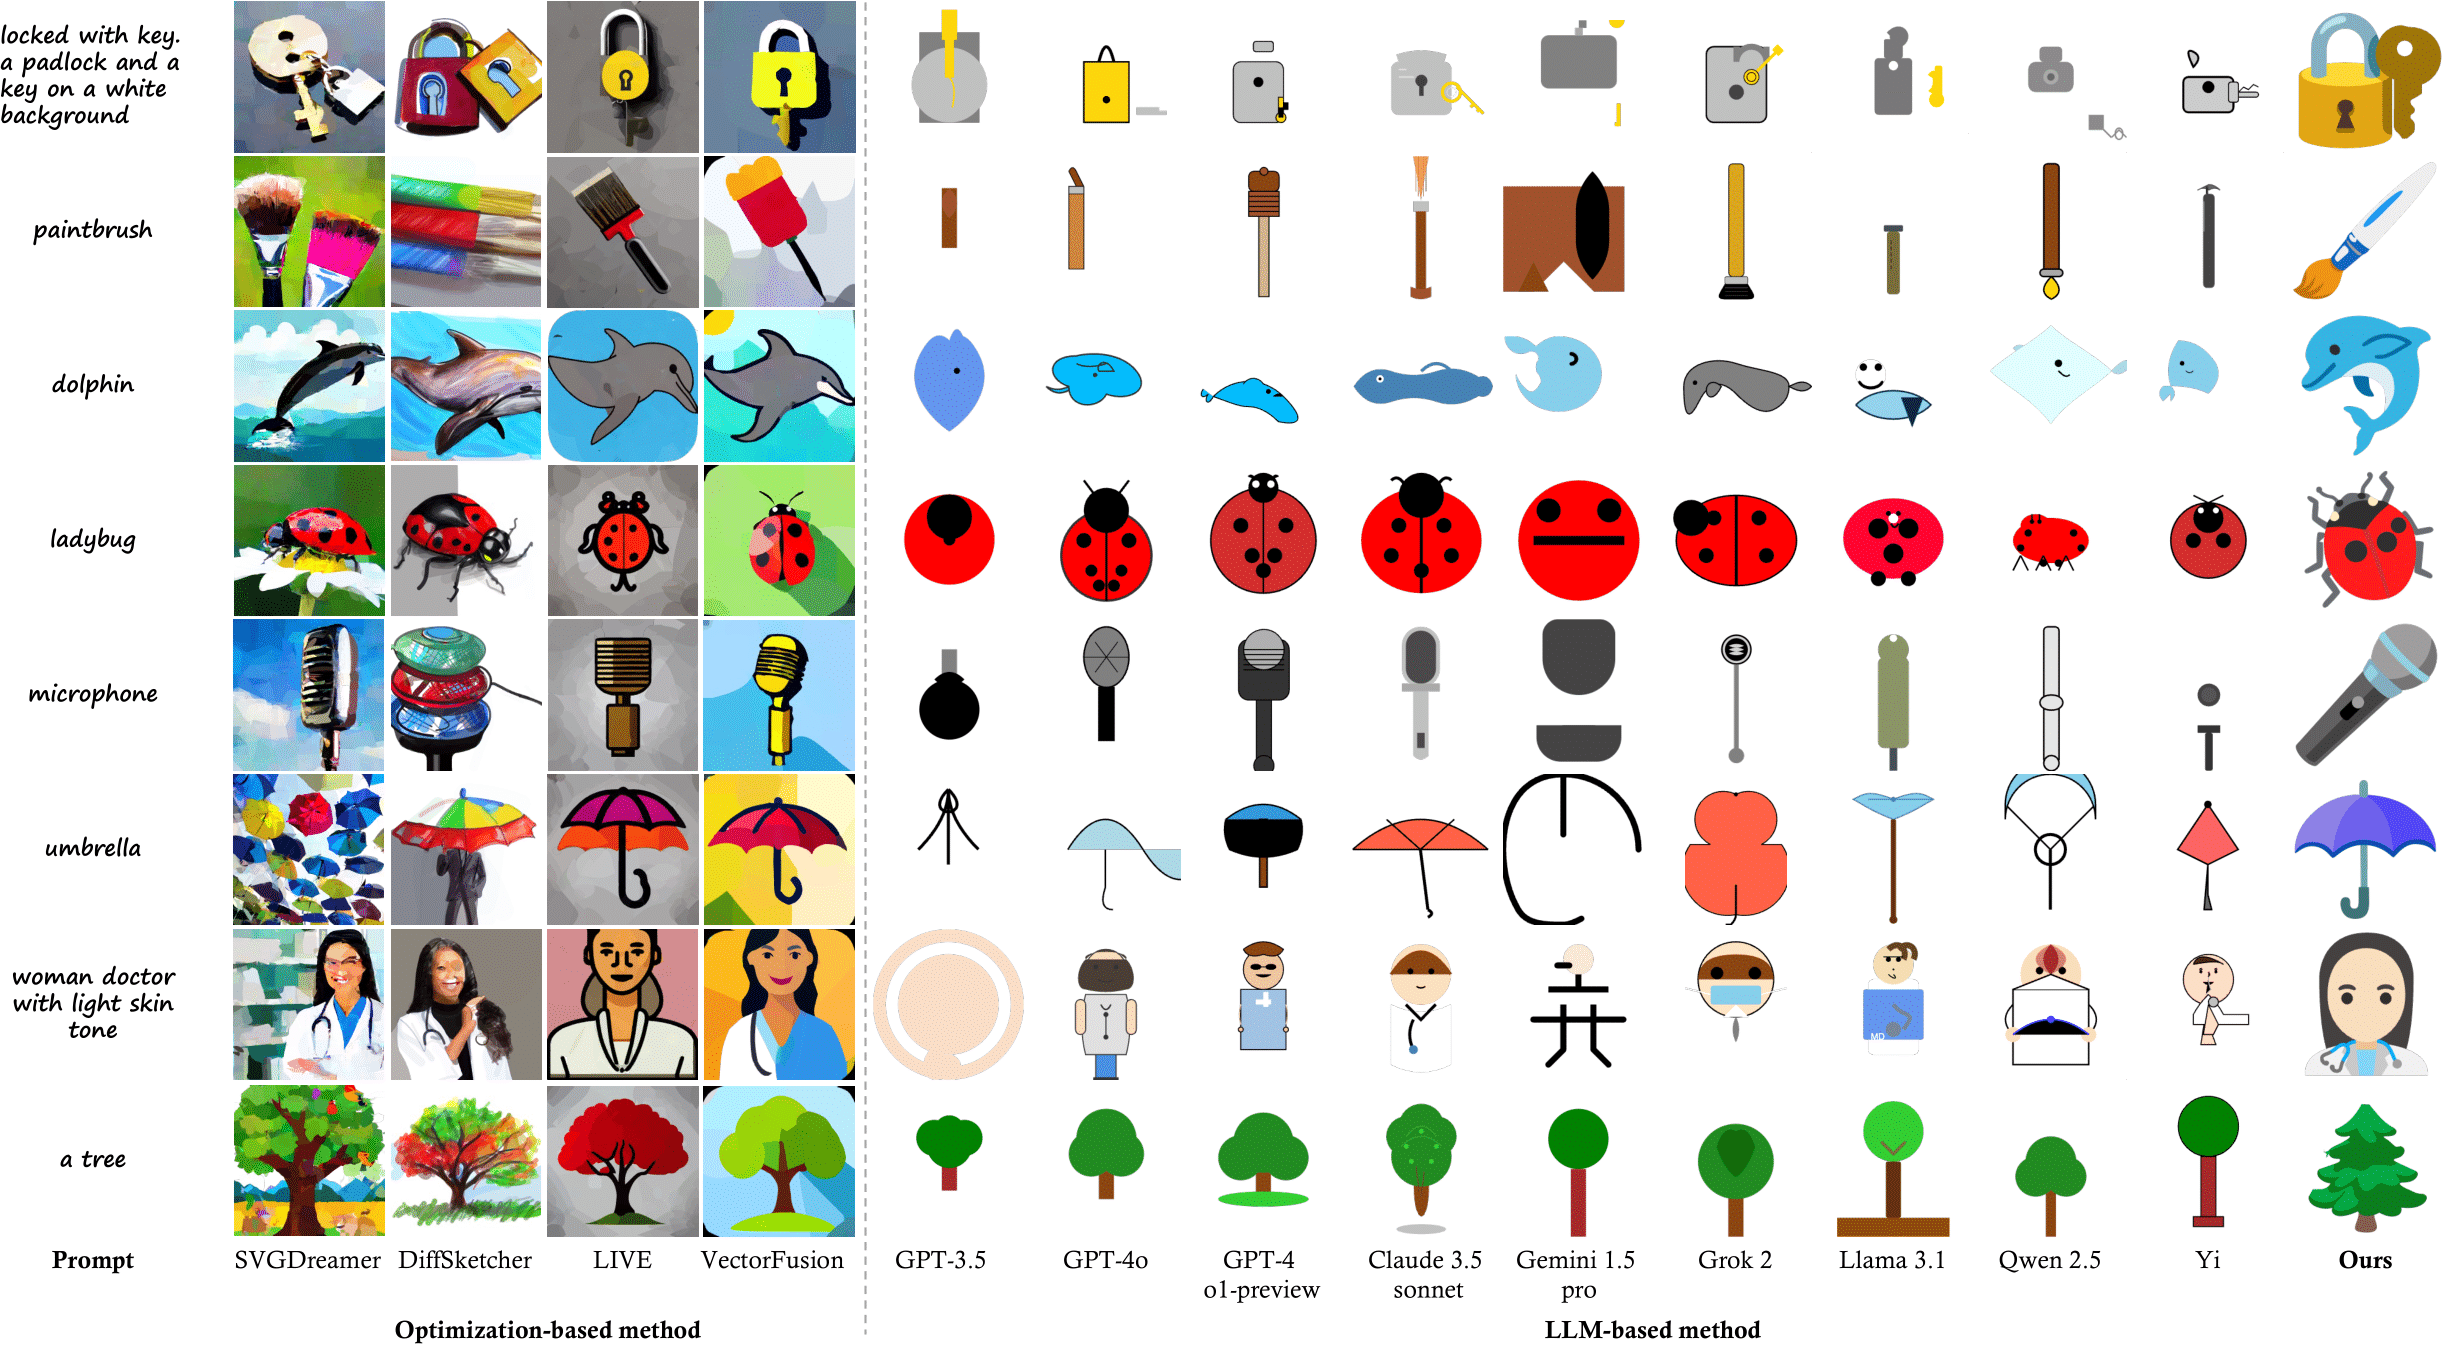 locked with key.
a padlock and a
key on a white
background
paintbrush
dolphin
ladybug
microphone
umbrella
woman doctor
with light skin
tone
MD
a tree
Prompt
SVGDreamer
DiffSketcher
LIVE
VectorFusion
GPT-3.5
GPT-4o
GPT-4
o1-preview
Claude 3.5
sonnet
Gemini 1.5
pro
Grok 2
Llama 3.1
Qwen 2.5
Yi
Ours
Optimization-based method
LLM-based method